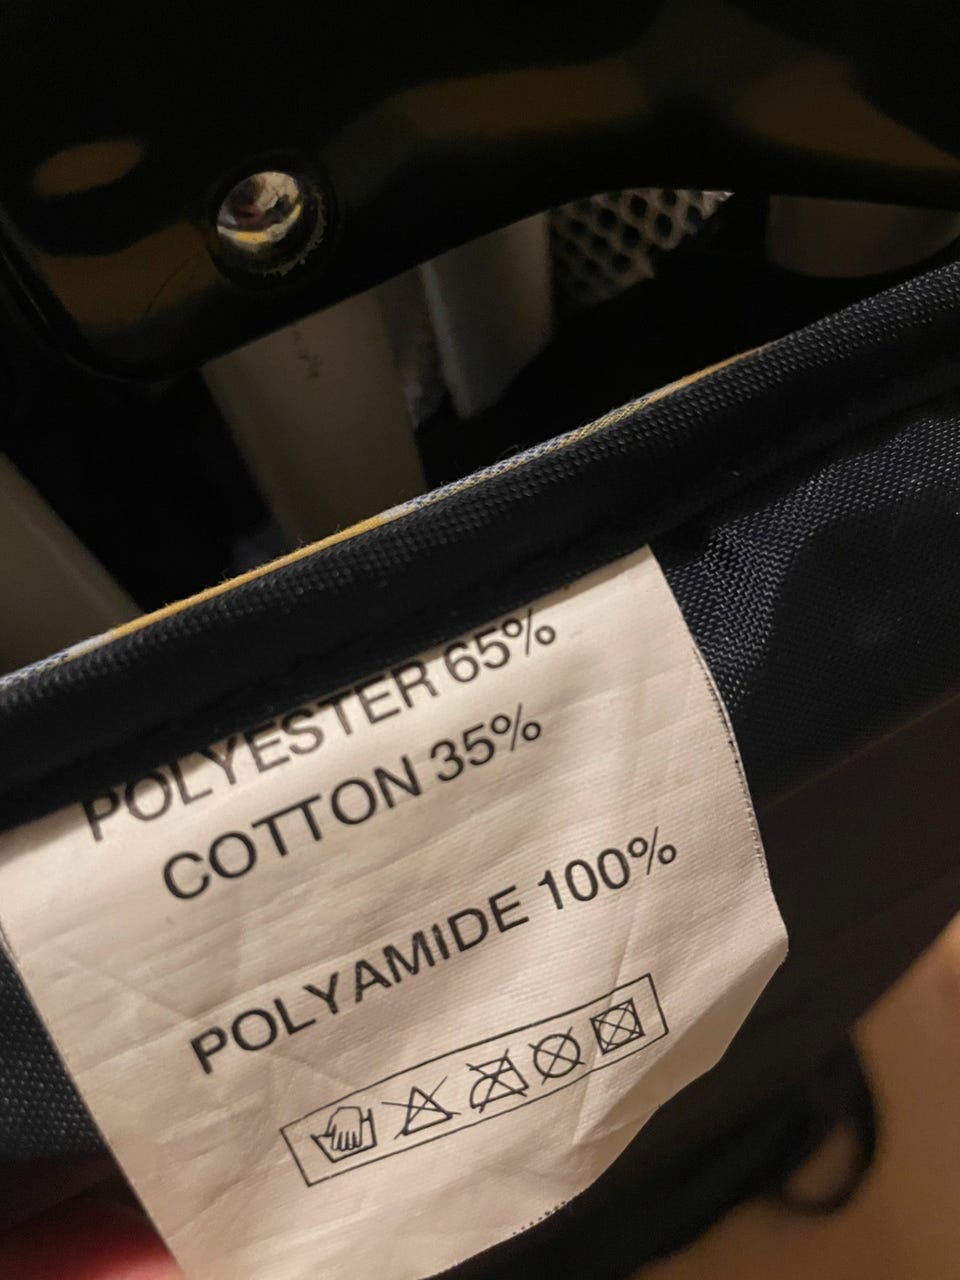 POLYESTER 65%
COTTON 35%
POLYAMIDE 100%